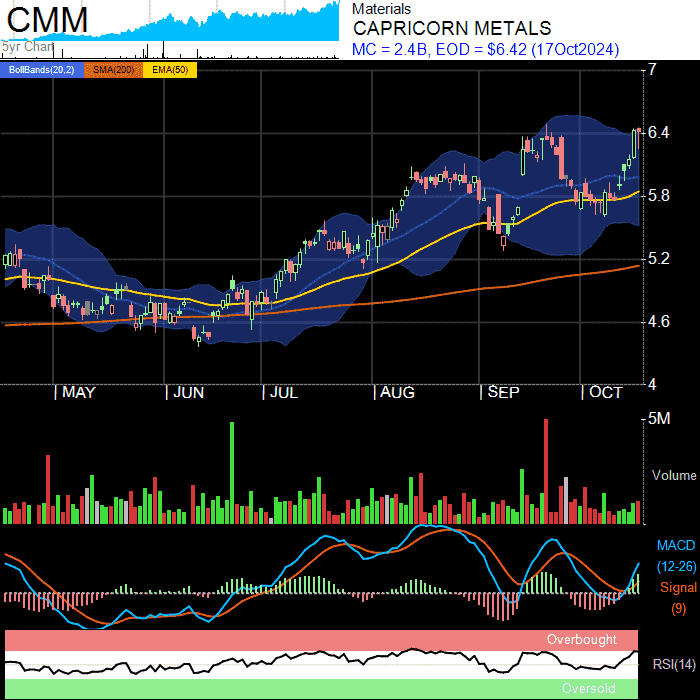 CMM
5yr Chart
Materials
CAPRICORN METALS
MC = 2.4B, EOD = $6.42 (17Oct2024)
BollBands(20,2) SMA(200) EMA(50)
7
6.4
5.8
5.2
4.6
4
MAY JUN JUL AUG SEP OCT
5M
Volume
MACD
(12-26)
Signal
(9)
Overbought
RSI(14)
Oversold